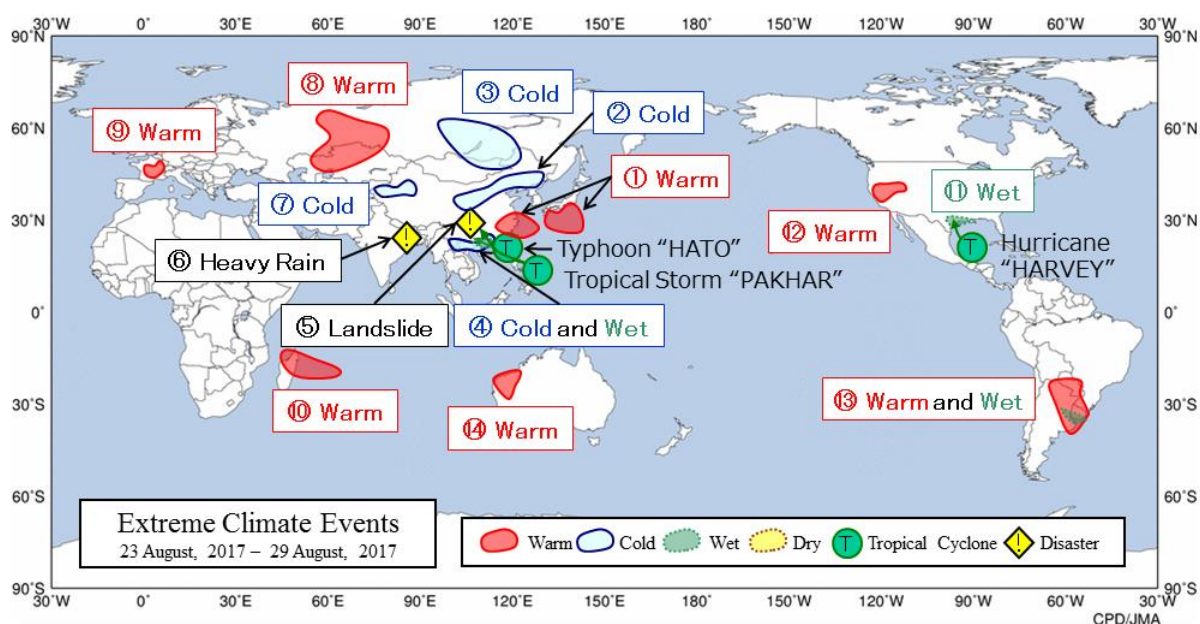 30°W 0° 30°E 60°E 90°E 120°E 150°E 180° 150°W 120°W 90°W 60°W 30°W
90°N
⑧ Warm
③ Cold
② Cold
60°N 60°N
⑨ Warm
① Warm
⑦ Cold
⑪ Wet
30°N 30°N
⑫ Warm
⑥ Heavy Rain
! ! T T T
Typhoon "HATO"
Tropical Storm "PAKHAR"
Hurricane
"HARVEY"
⑤ Landslide
④ Cold and Wet
0° 0°
⑩ Warm
⑭ Warm
⑬ Warm and Wet
30°S 30°S
60°S 60°S
Extreme Climate Events
23 August, 2017 – 29 August, 2017
Warm Cold Wet Dry T Tropical Cyclone ! Disaster
90°S 90°S
30°W 0° 30°E 60°E 90°E 120°E 150°E 180° 150°W 120°W 90°W 60°W 30°W
CPD/JMA
90°N